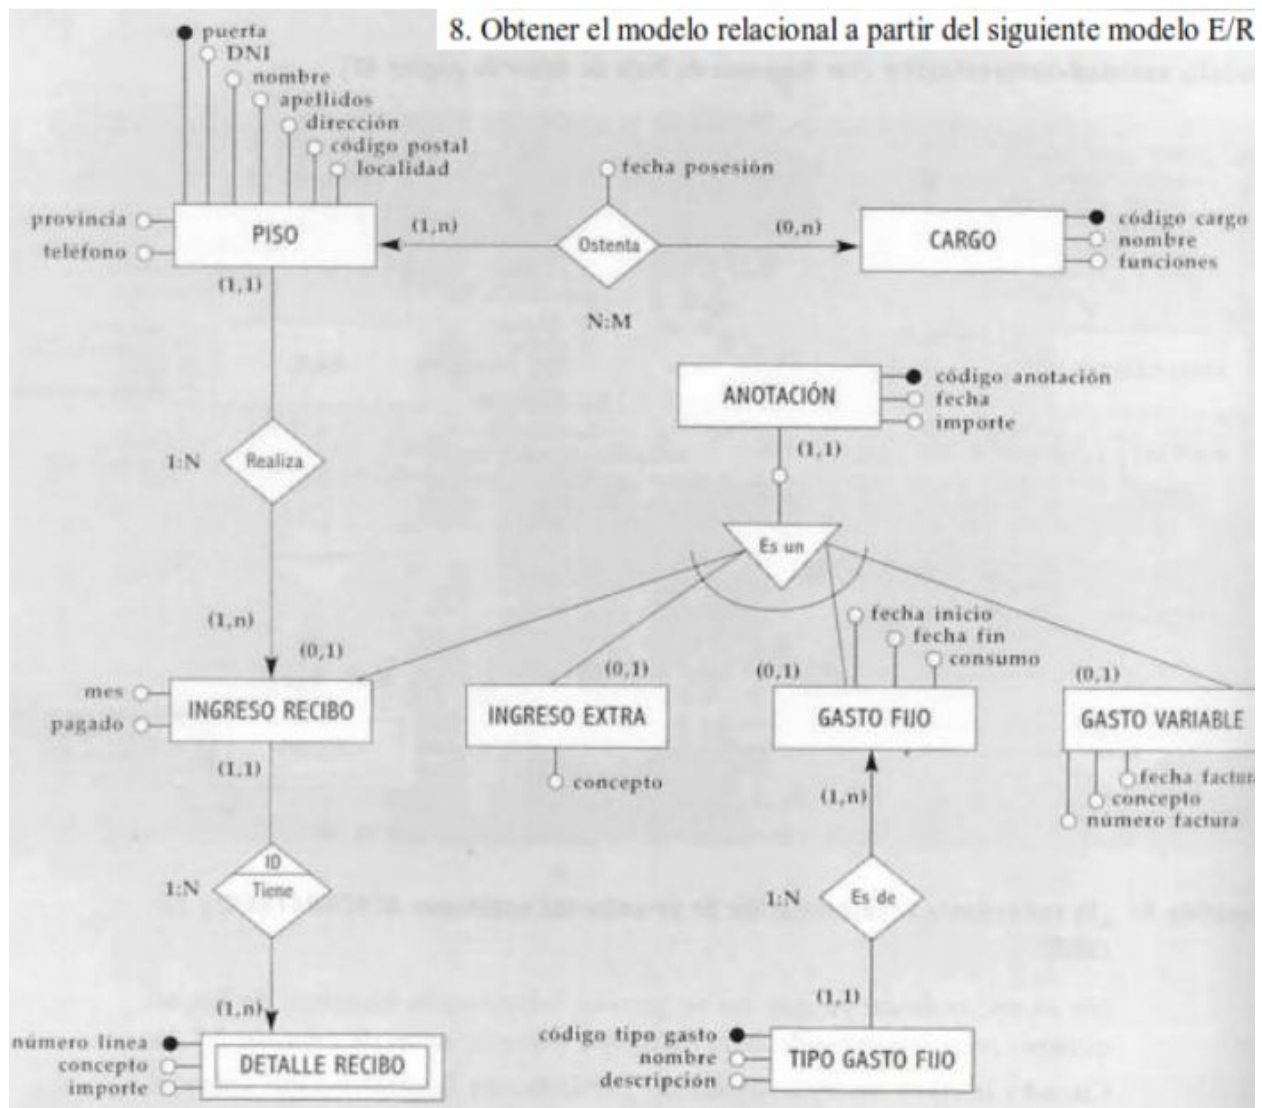 8. Obtener el modelo relacional a partir del siguiente modelo E/R
puerta
DNI
nombre
apellidos
dirección
código postal
localidad
provincia
teléfono
PISO
(1,n)
fecha posesión
Ostenta
(0,n)
CARGO
código cargo
nombre
funciones
(1,1)
N:M
ANOTACIÓN
código anotación
fecha
importe
(1,1)
1:N
Realiza
Es un
(1,n)
(0,1)
(0,1)
(0,1)
fecha inicio
fecha fin
consumo
(0,1)
mes
pagado
INGRESO RECIBO
INGRESO EXTRA
GASTO FIJO
GASTO VARIABLE
(1,1)
concepto
(1,n)
fecha factura
concepto
número factura
1:N
ID
Tiene
1:N
Es de
(1,n)
(1,1)
número línea
concepto
importe
DETALLE RECIBO
código tipo gasto
nombre
descripción
TIPO GASTO FIJO